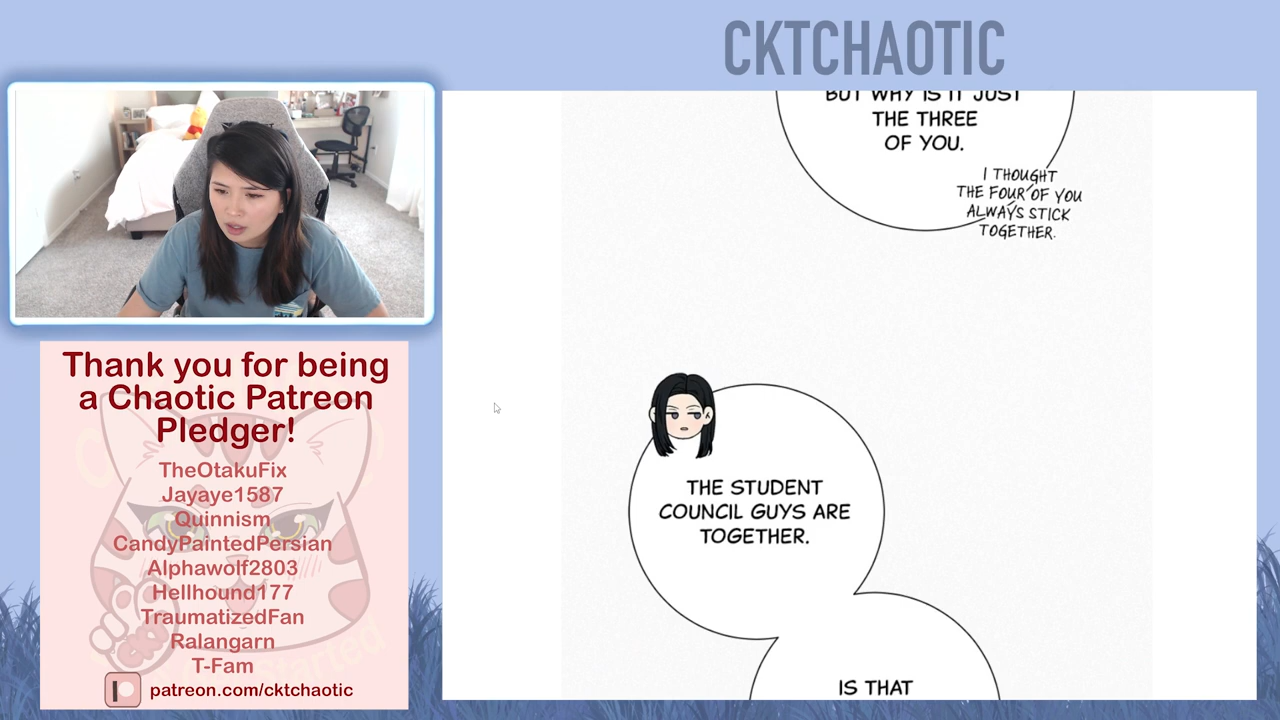 CKTCHAOTIC
BUT WHY IS IT JUST
THE THREE
OF YOU.
I THOUGHT
THE FOUR OF YOU
ALWAYS STICK
TOGETHER.
THE STUDENT
COUNCIL GUYS ARE
TOGETHER.
IS THAT
Thank you for being
a Chaotic Patreon
Pledger!
TheOtakuFix
Jayaye1587
Quinnism
CandyPaintedPersian
Alphawolf2803
Hellhound177
TraumatizedFan
Ralangarn
T-Fam
patreon.com/cktchaotic